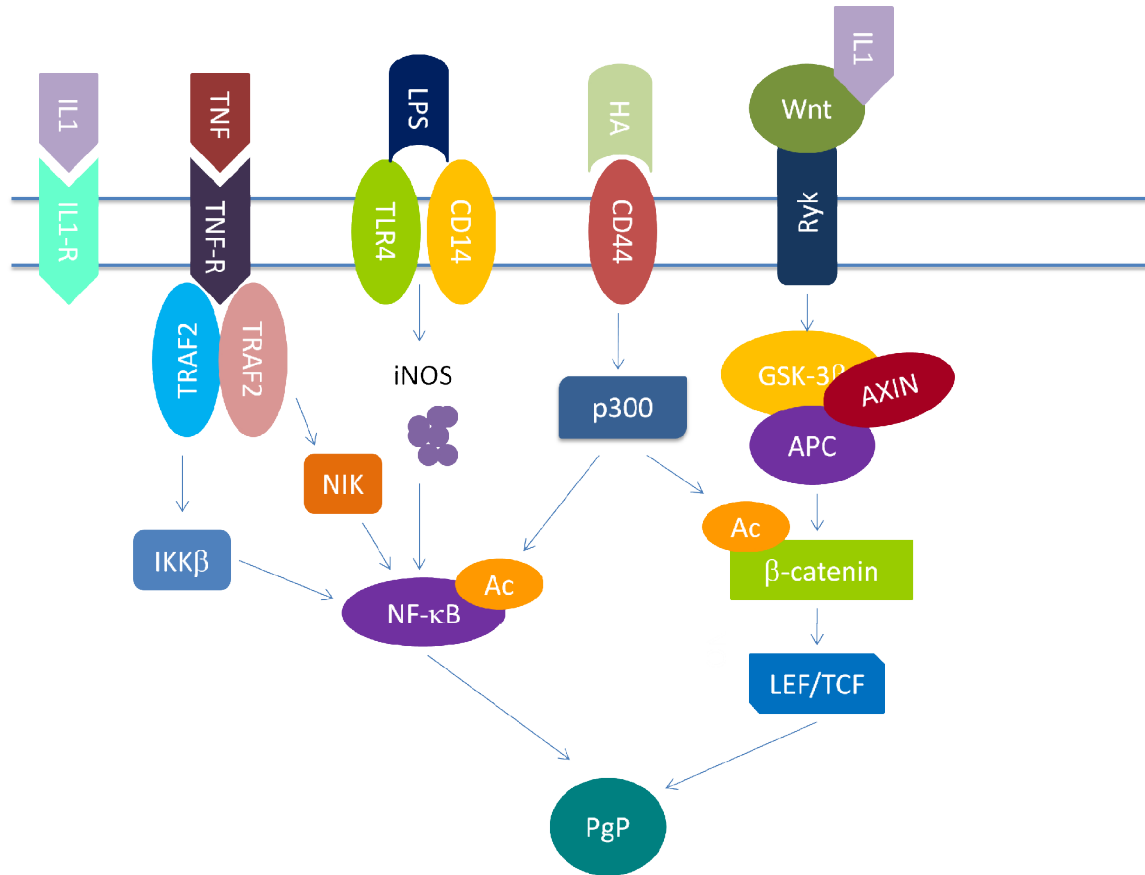 IL1
IL1
TNF
LPS
HA
Wnt
IL1-R
TNF-R
TLR4
CD14
CD44
Ryk
TRAF2
TRAF2
iNOS
GSK-3β
AXIN
p300
APC
NIK
Ac
IKKβ
β-catenin
Ac
NF-κB
LEF/TCF
PgP